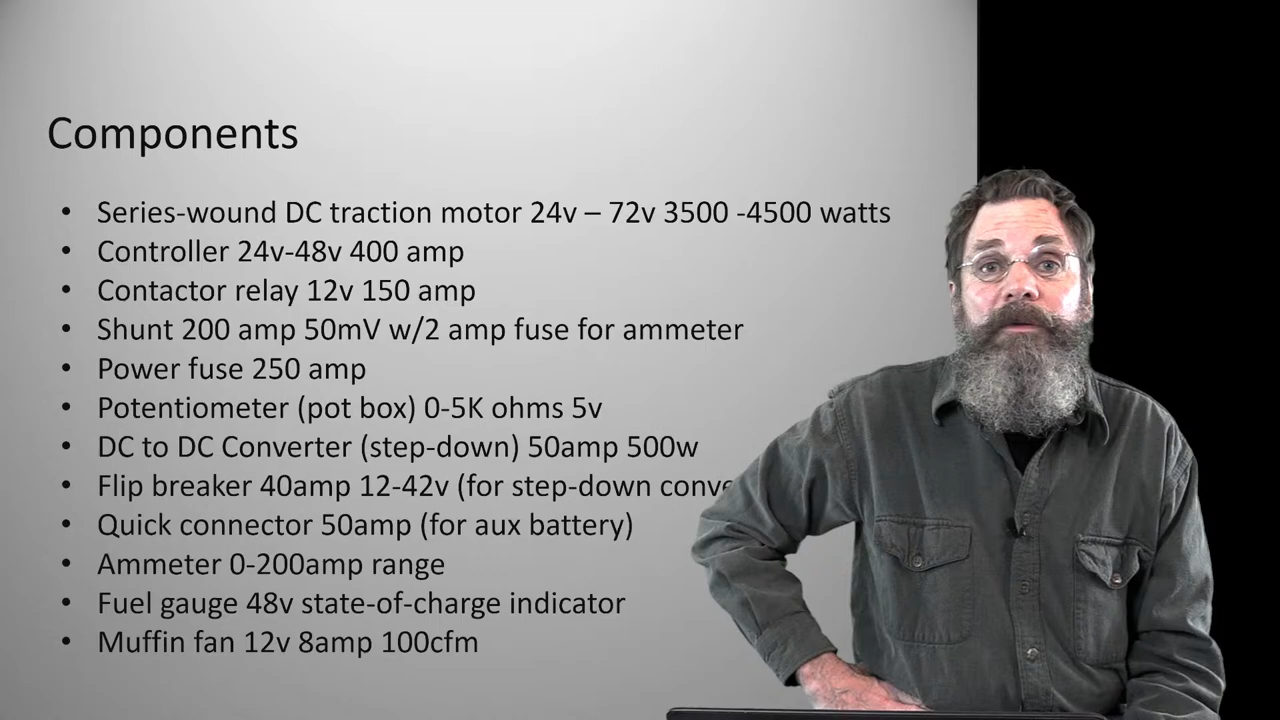 Components
• Series-wound DC traction motor 24v – 72v 3500 -4500 watts
• Controller 24v-48v 400 amp
• Contactor relay 12v 150 amp
• Shunt 200 amp 50mV w/2 amp fuse for ammeter
• Power fuse 250 amp
• Potentiometer (pot box) 0-5K ohms 5v
• DC to DC Converter (step-down) 50amp 500w
• Flip breaker 40amp 12-42v (for step-down
• Quick connector 50amp (for aux battery)
• Ammeter 0-200amp range
• Fuel gauge 48v state-of-charge indicator
• Muffin fan 12v 8amp 100cfm